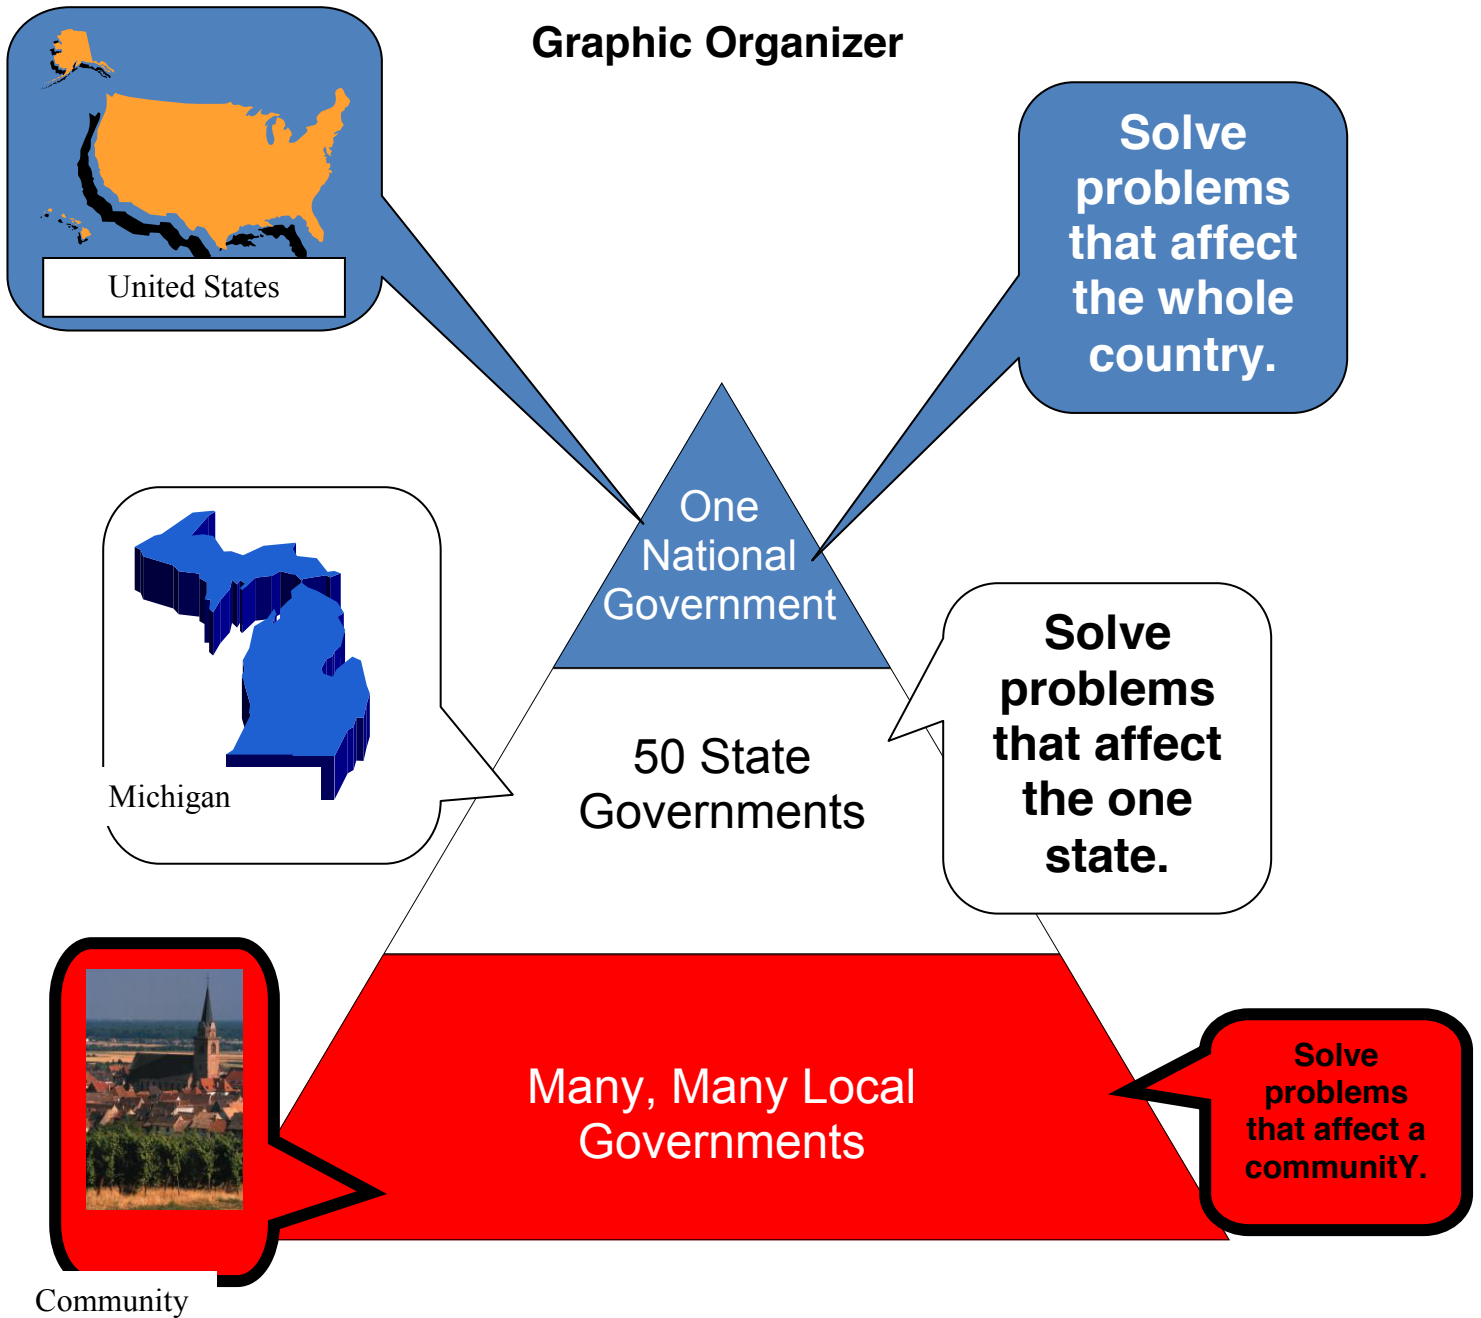 Graphic Organizer
United States
Solve
problems
that affect
the whole
country.
One
National
Government
Michigan
50 State
Governments
Solve
problems
that affect
the one
state.
Many, Many Local
Governments
Solve
problems
that affect a
communitY.
Community